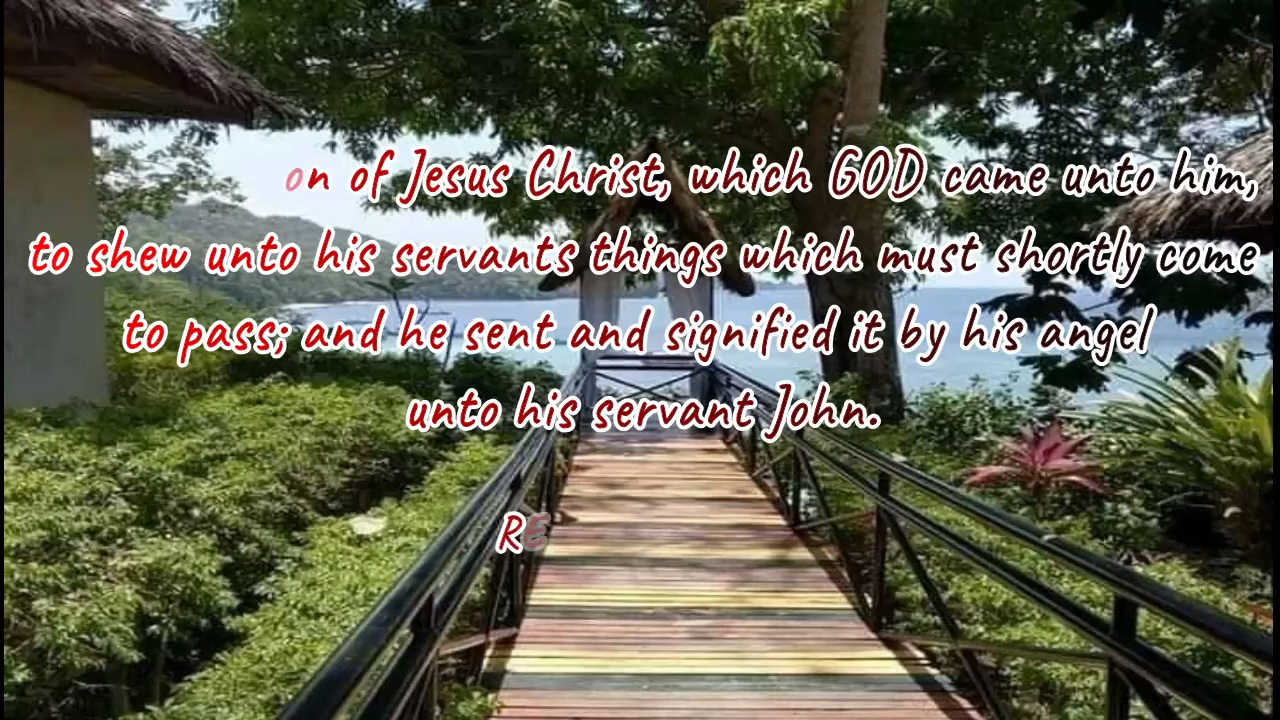 on of Jesus Christ, which GOD came unto him,
to shew unto his servants things which must shortly come
to pass; and he sent and signified it by his angel
unto his servant John.
RE